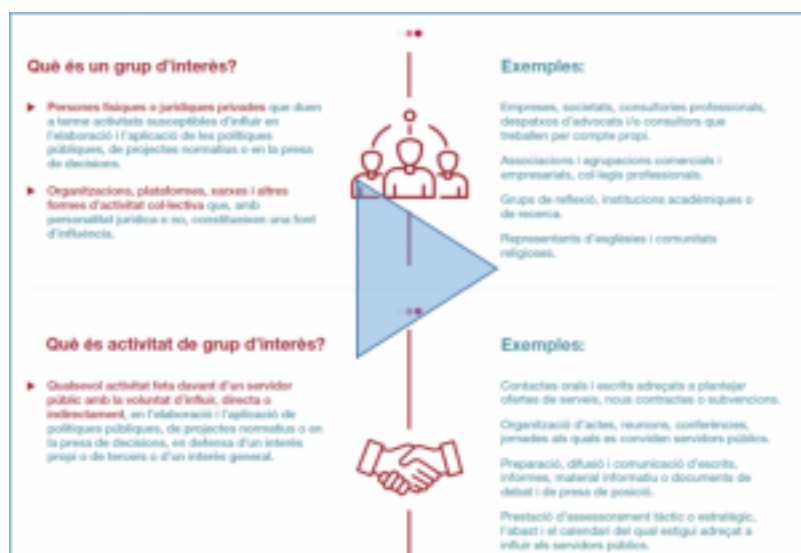 Què és un grup d'interès?
Persones físiques o jurídiques privades que duen
a terme activitats susceptibles d'influir en
l'elaboració i l'aplicació de les polítiques
públiques, de projectes normatius o en la presa
de decisions.
Organitzacions, plataformes, xarxes i altres
formes d'activitat col·lectiva que, amb
personalitat jurídica o no, constitueixen una font
d'influència.
Exemples:
Empreses, societats, consultories professionals,
despatxos d'advocats i/o consultors que
treballen per compte propi.
Associacions i agrupacions comercials i
empresarials, col·legis professionals.
Grups de reflexió, institucions acadèmiques o
de recerca.
Representants d'esglésies i comunitats
religioses.
Què és activitat de grup d'interès?
Qualsevol activitat feta davant d'un servidor
públic amb la voluntat d'influir, directa o
indirectament, en l'elaboració i l'aplicació de
polítiques públiques, de projectes normatius o en
la presa de decisions, en defensa d'un interès
propi o de tercers o d'un interès general.
Exemples:
Contactes orals i escrits adreçats a plantejar
ofertes de serveis, nous contractes o subvencions.
Organització d'actes, reunions, conferències,
jornades als quals es conviden servidors públics.
Preparació, difusió i comunicació d'escrits,
informes, material informatiu o documents de
debat i de presa de posició.
Prestació d'assessorament tàctic o estratègic,
l'abast i el calendari del qual estigui adreçat a
influir als servidors públics.